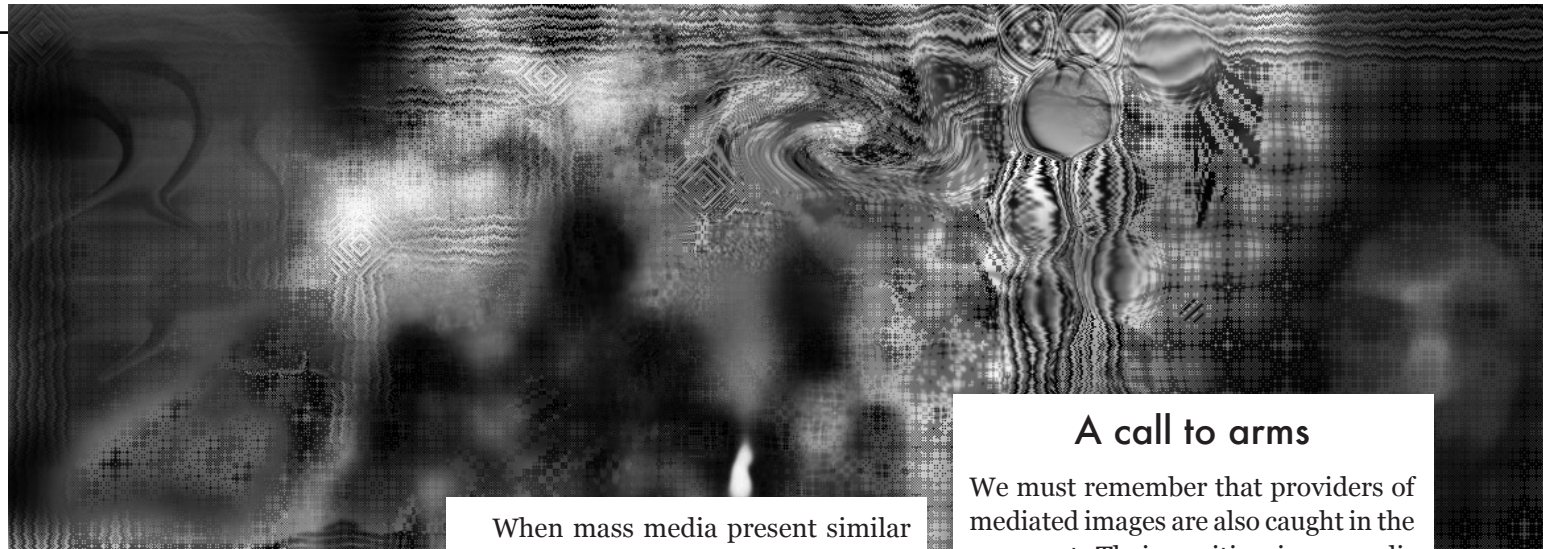 When mass media present similar
A call to arms
We must remember that providers of
mediated images are also caught in the